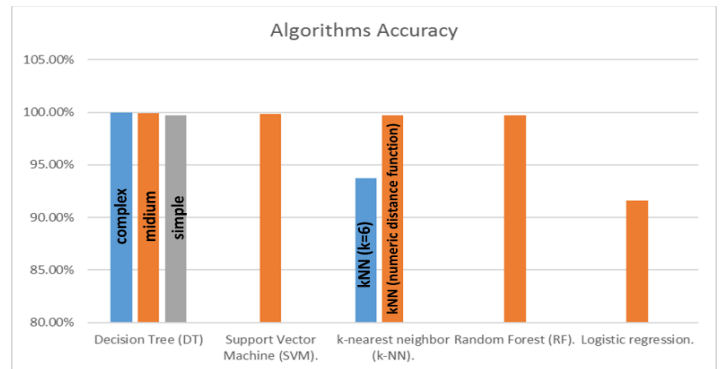 Algorithms Accuracy
105.00%
100.00%
95.00%
90.00%
85.00%
80.00%
complex
midium
simple
kNN (k=6)
kNN (numeric distance function)
Decision Tree (DT)
Support Vector
Machine (SVM).
k-nearest neighbor
(k-NN).
Random Forest (RF).
Logistic regression.